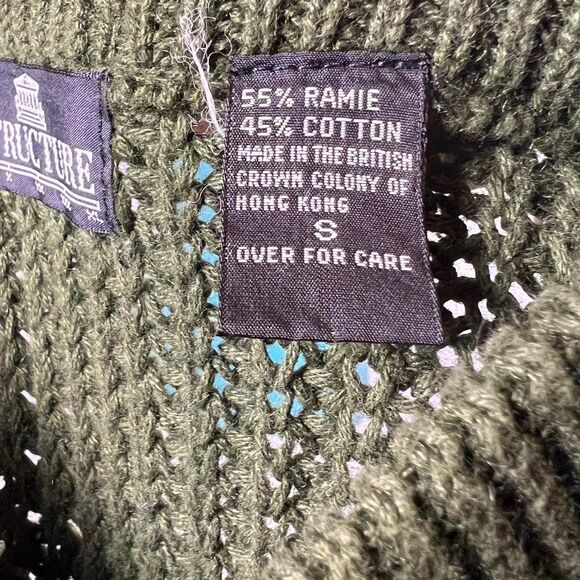 STRUCTURE
55% RAMIE
45% COTTON
MADE IN THE BRITISH
CROWN COLONY OF
HONG KONG
S
OVER FOR CARE